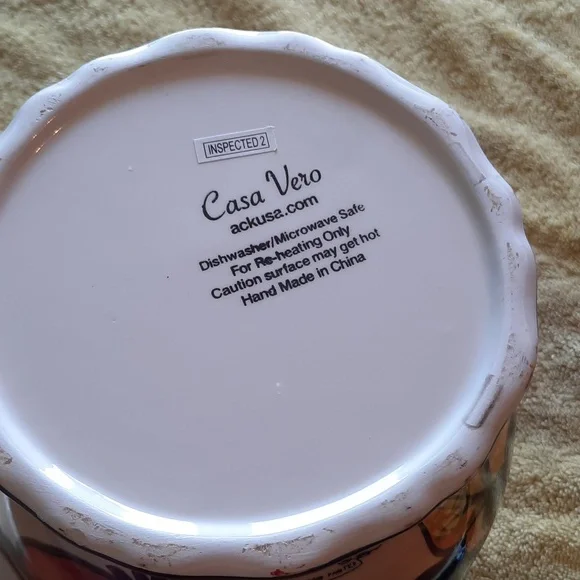 INSPECTED 2
Casa Vero
ackusa.com
Dishwasher/Microwave Safe
For Re-heating Only
Caution surface may get hot
Hand Made in China